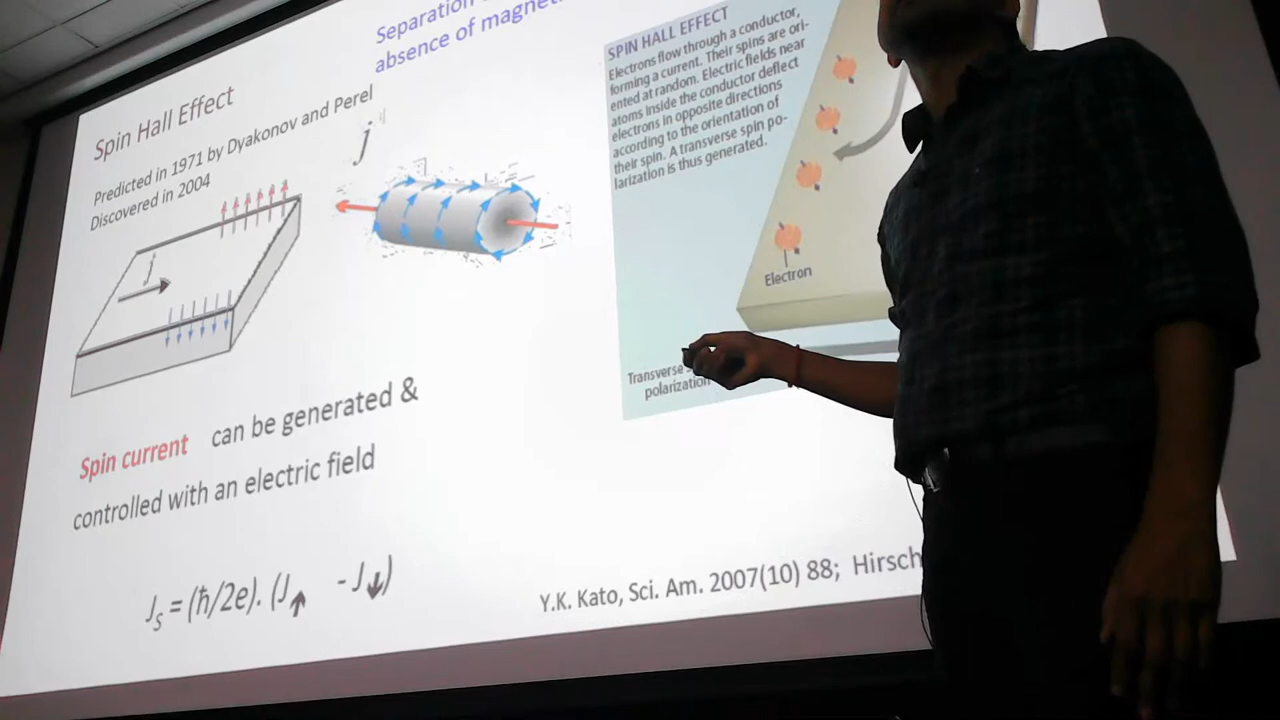 Separation
absence of
Spin Hall Effect
Predicted in 1971 by Dyakonov and Perel
Discovered in 2004
j
j
SPIN HALL EFFECT
Electrons flow through a conductor,
forming a current. Their spins are ori-
ented at random. Electric fields near
atoms inside the conductor deflect
electrons in opposite directions
according to the orientation of
their spin. A transverse spin po-
larization is thus generated.
Electron
Transverse
polarization
Spin current can be generated &
controlled with an electric field
Jₛ = (ħ/2e). (J↑ - J↓)
Y.K. Kato, Sci. Am. 2007(10) 88; Hirsch